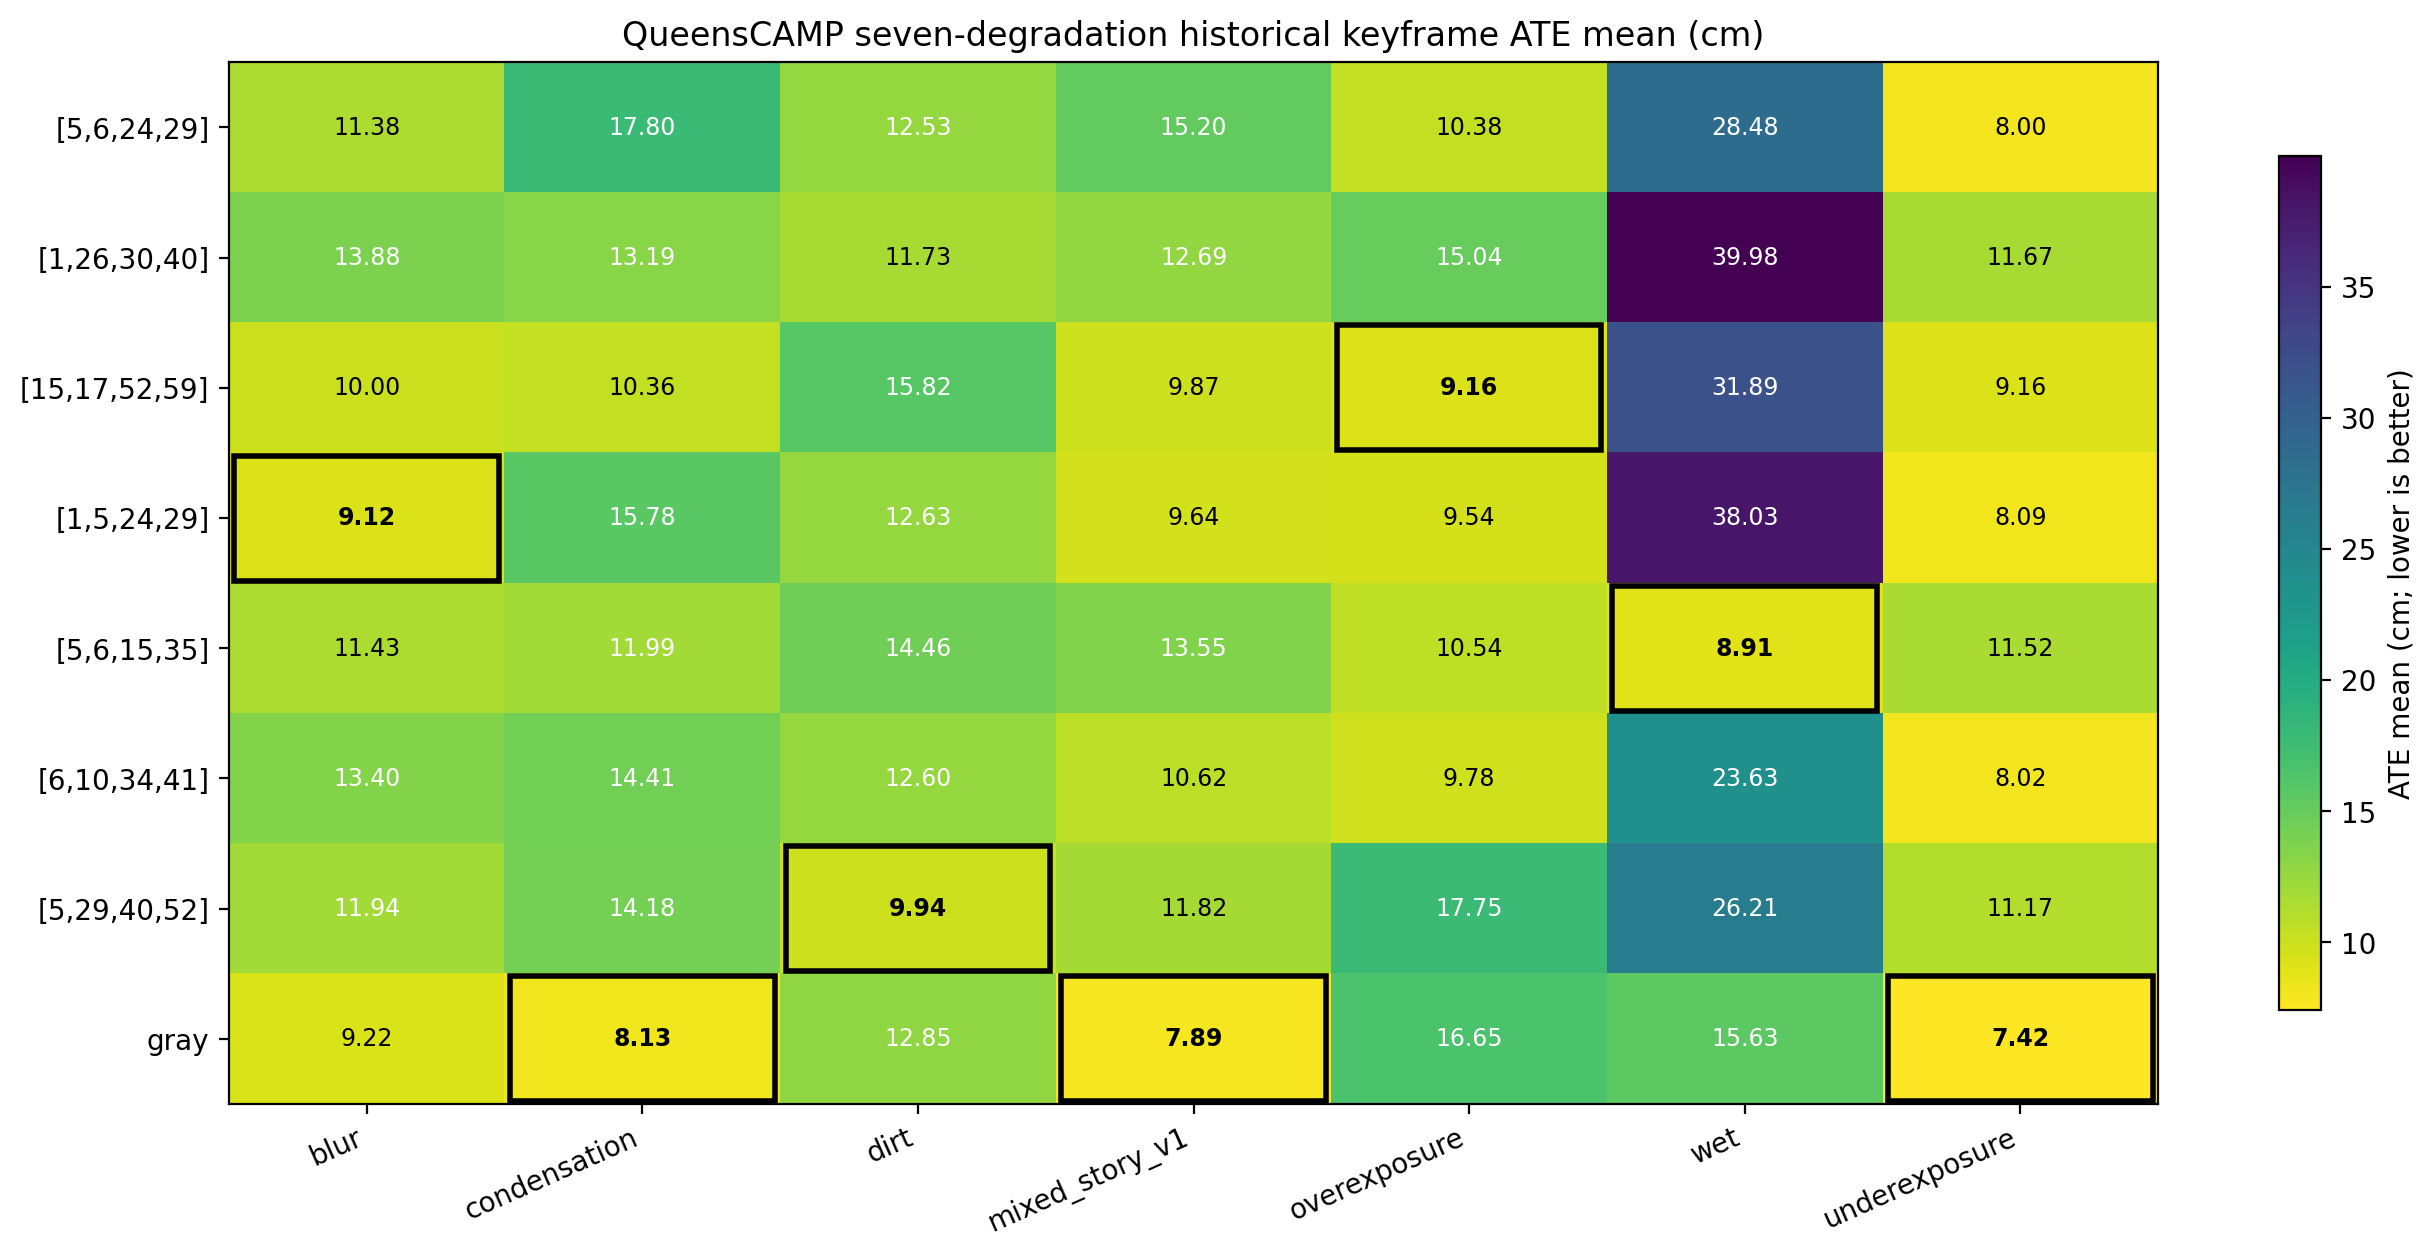 QueensCAMP seven-degradation historical keyframe ATE mean (cm)
[5,6,24,29] 11.38 17.80 12.53 15.20 10.38 28.48 8.00
[1,26,30,40] 13.88 13.19 11.73 12.69 15.04 39.98 11.67
[15,17,52,59] 10.00 10.36 15.82 9.87 9.16 31.89 9.16
[1,5,24,29] 9.12 15.78 12.63 9.64 9.54 38.03 8.09
[5,6,15,35] 11.43 11.99 14.46 13.55 10.54 8.91 11.52
[6,10,34,41] 13.40 14.41 12.60 10.62 9.78 23.63 8.02
[5,29,40,52] 11.94 14.18 9.94 11.82 17.75 26.21 11.17
gray 9.22 8.13 12.85 7.89 16.65 15.63 7.42
blur condensation dirt mixed_story_v1 overexposure wet underexposure
35
30
25
20
15
10
ATE mean (cm; lower is better)